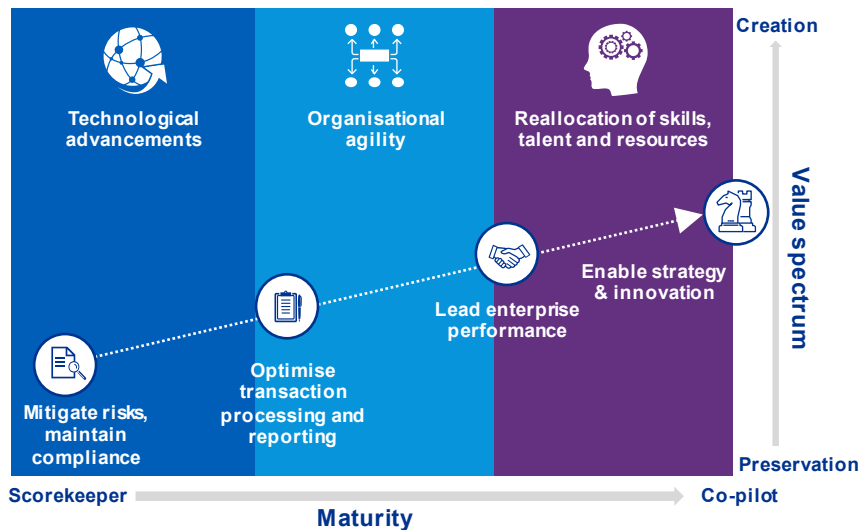 Creation
Technological
advancements
Organisational
agility
Reallocation of skills,
talent and resources
Value spectrum
Enable strategy
& innovation
Lead enterprise
performance
Optimise
transaction
processing and
reporting
Mitigate risks,
maintain
compliance
Preservation
Scorekeeper
Co-pilot
Maturity